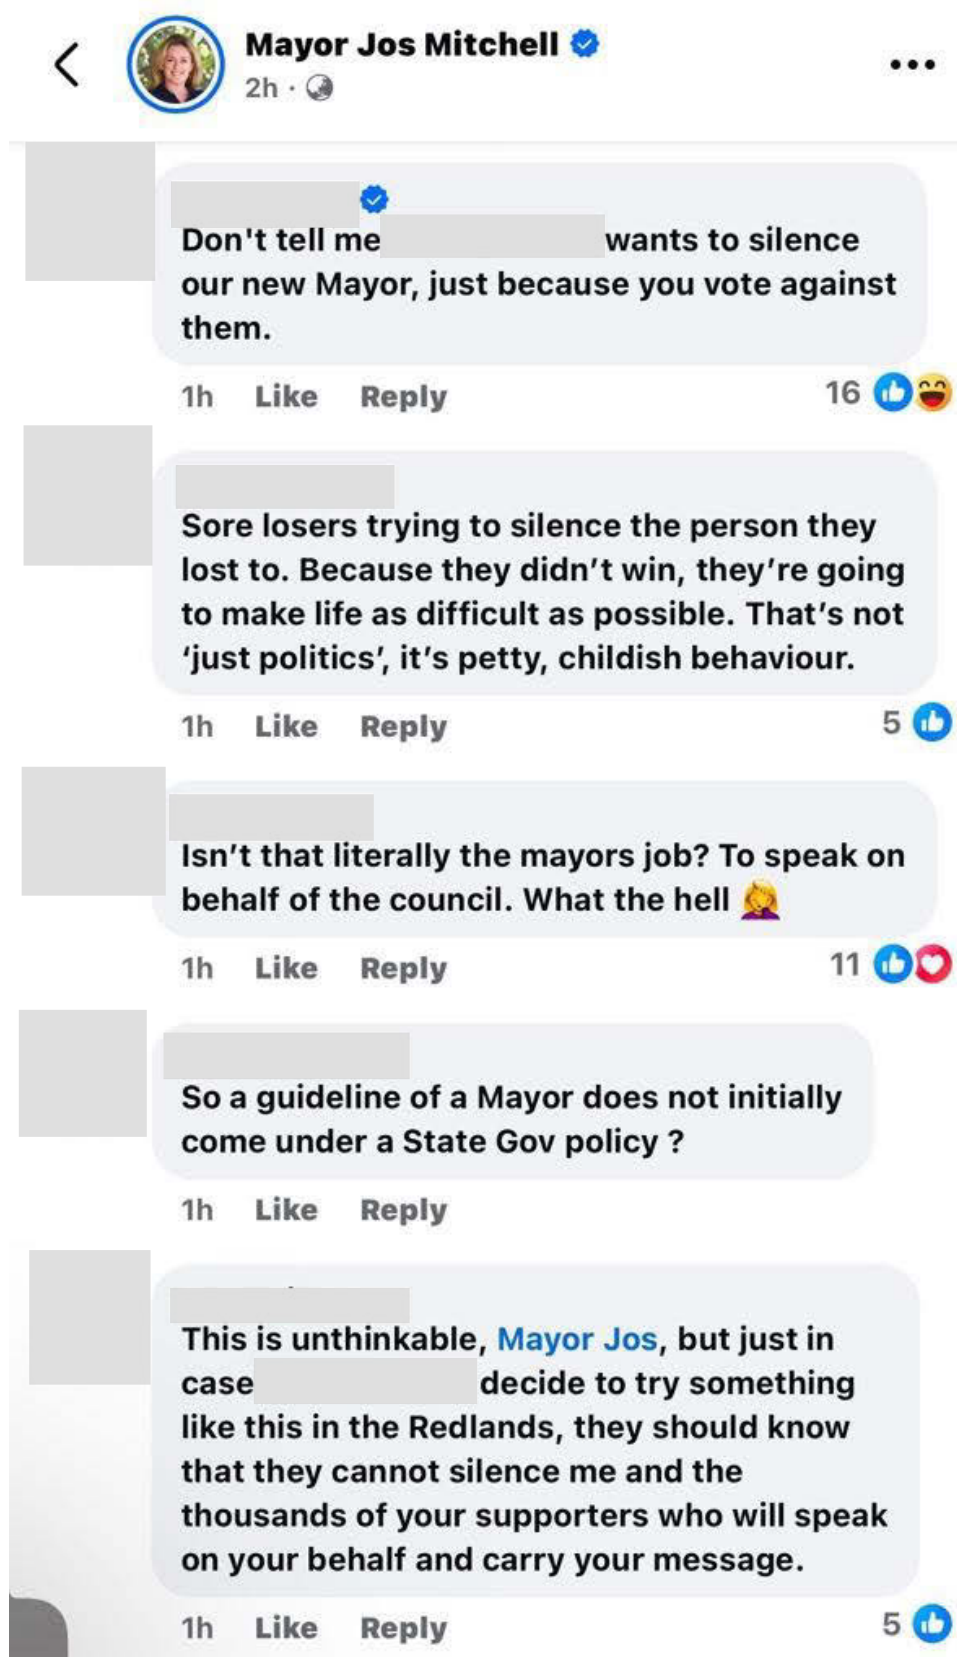 Mayor Jos Mitchell
2h ·
Don't tell me wants to silence
our new Mayor, just because you vote against
them.
1h Like Reply 16
Sore losers trying to silence the person they
lost to. Because they didn’t win, they’re going
to make life as difficult as possible. That’s not
‘just politics’, it’s petty, childish behaviour.
1h Like Reply 5
Isn’t that literally the mayors job? To speak on
behalf of the council. What the hell 🤦‍♀️
1h Like Reply 11
So a guideline of a Mayor does not initially
come under a State Gov policy ?
1h Like Reply
This is unthinkable, Mayor Jos, but just in
case decide to try something
like this in the Redlands, they should know
that they cannot silence me and the
thousands of your supporters who will speak
on your behalf and carry your message.
1h Like Reply 5